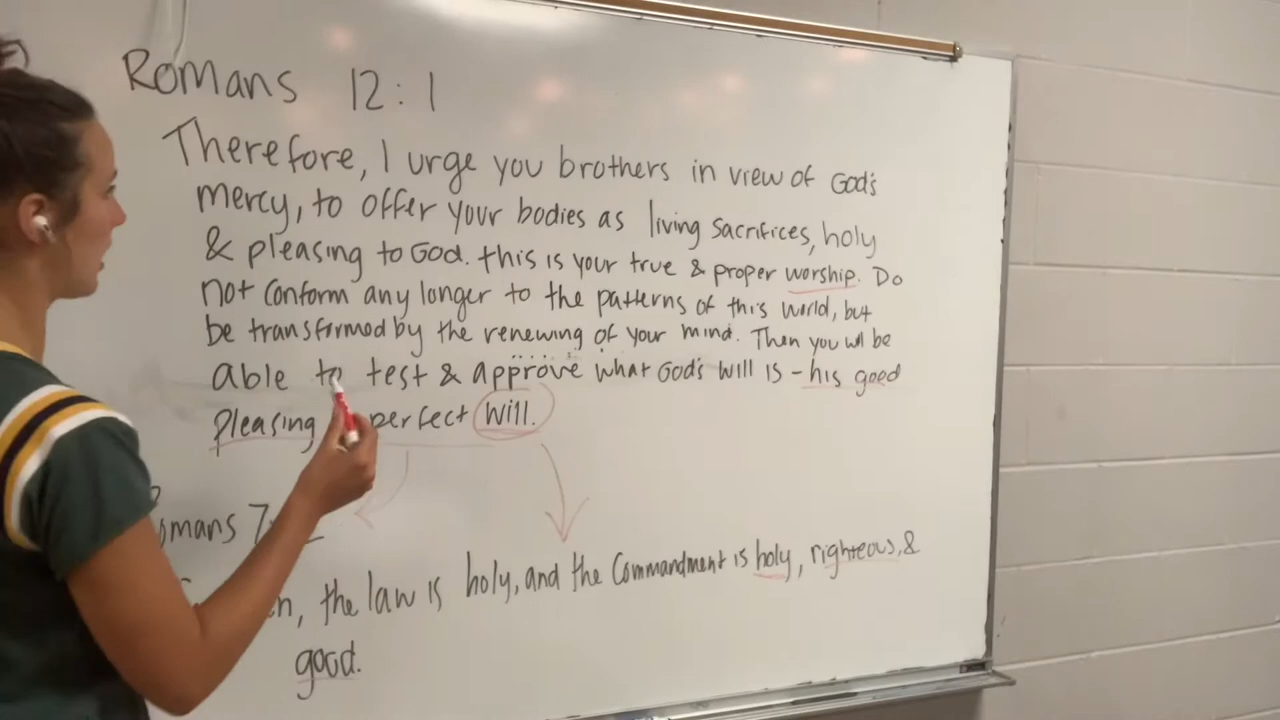 Romans 12:1
Therefore, I urge you brothers in view of God's
mercy, to offer your bodies as living sacrifices, holy
& pleasing to God. this is your true & proper worship. Do
not conform any longer to the patterns of this world, but
be transformed by the renewing of your mind. Then you will be
able to test & approve what God's will is - his good
pleasing perfect will.
omans 7:
n, the law is holy, and the commandment is holy, righteous, &
good.